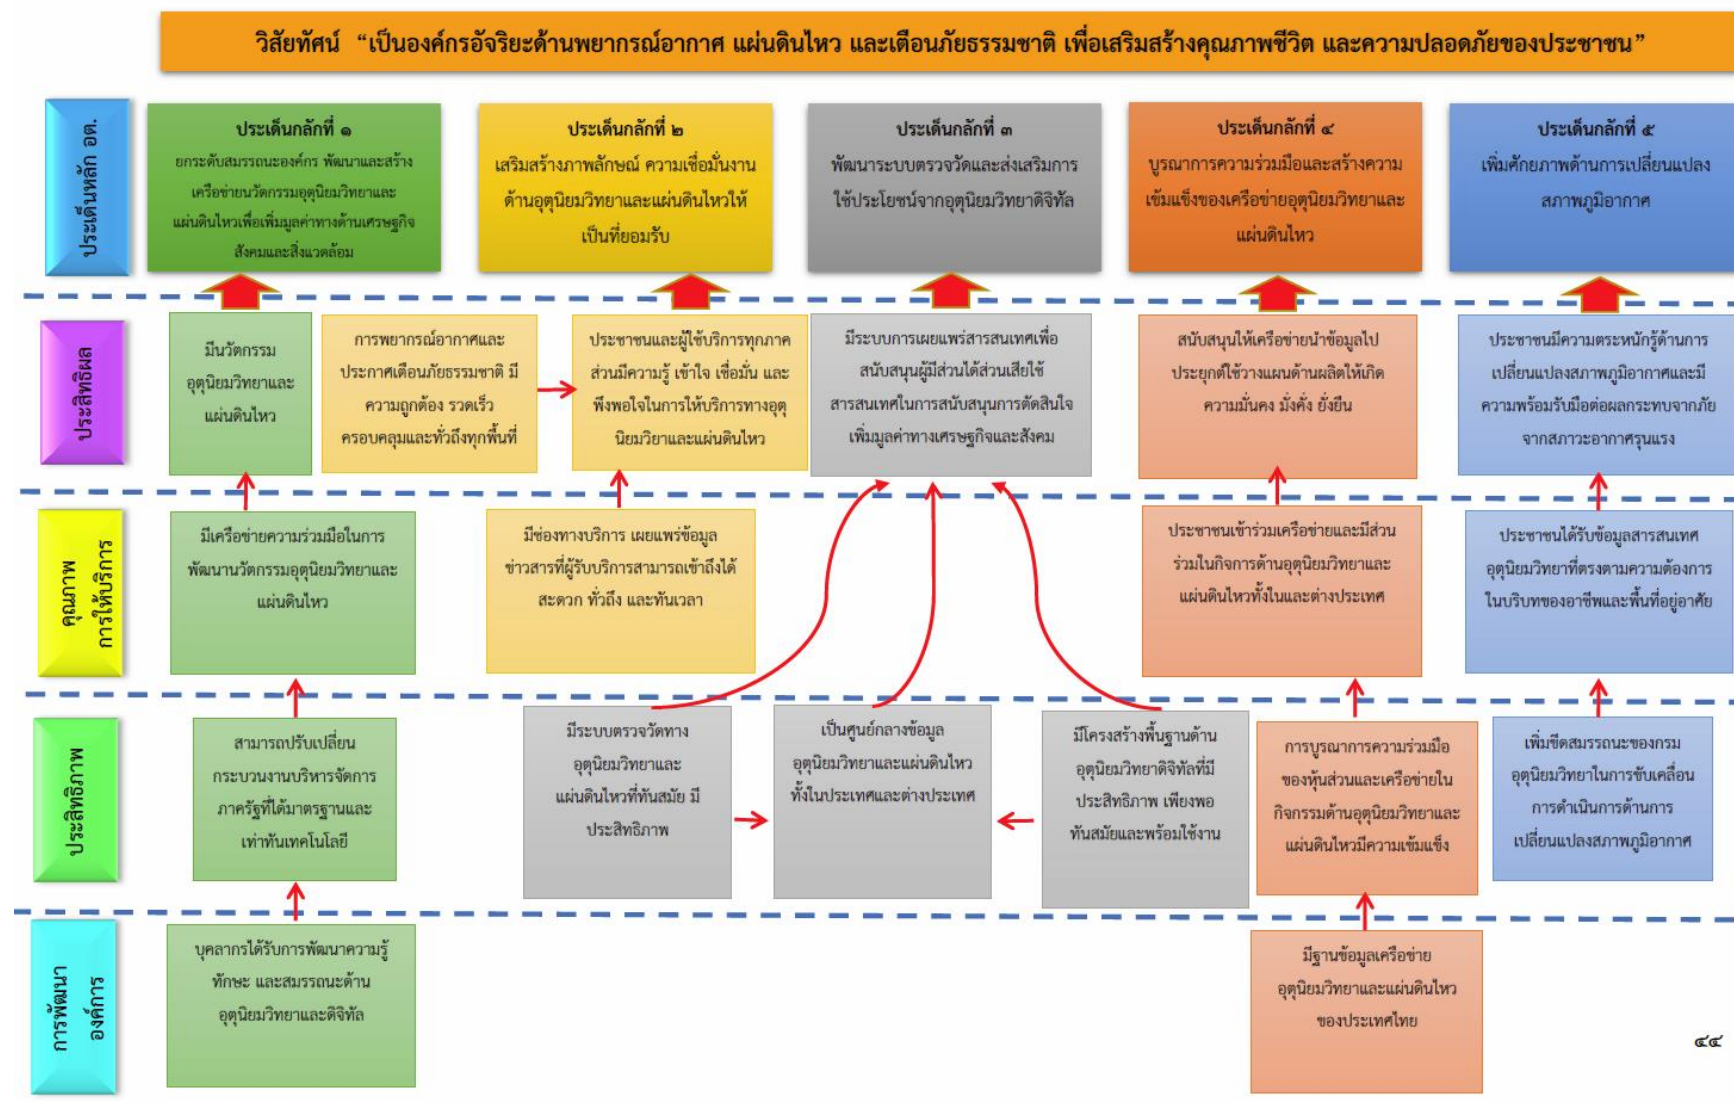 วิสัยทัศน์ “เป็นองค์กรอัจริยะด้านพยากรณ์อากาศ แผ่นดินไหว และเตือนภัยธรรมชาติ เพื่อเสริมสร้างคุณภาพชีวิต และความปลอดภัยของประชาชน”
ประเด็นหลัก อต.
ประเด็นกลักที่ ๑
ยกระดับสมรรถนะองค์กร พัฒนาและสร้าง
เครือข่ายนวัตกรรมอุตุนิยมวิทยาและ
แผ่นดินไหวเพื่อเพิ่มมูลค่าทางด้านเศรษฐกิจ
สังคมและสิ่งแวดล้อม
ประเด็นกลักที่ ๒
เสริมสร้างภาพลักษณ์ ความเชื่อมั่นงาน
ด้านอุตุนิยมวิทยาและแผ่นดินไหวให้
เป็นที่ยอมรับ
ประเด็นกลักที่ ๓
พัฒนาระบบตรวจวัดและส่งเสริมการ
ใช้ประโยชน์จากอุตุนิยมวิทยาดิจิทัล
ประเด็นกลักที่ ๔
บูรณาการความร่วมมือและสร้างความ
เข้มแข็งของเครือข่ายอุตุนิยมวิทยาและ
แผ่นดินไหว
ประเด็นกลักที่ ๕
เพิ่มศักยภาพด้านการเปลี่ยนแปลง
สภาพภูมิอากาศ
ประสิทธิผล
มีนวัตกรรม
อุตุนิยมวิทยาและ
แผ่นดินไหว
การพยากรณ์อากาศและ
ประกาศเตือนภัยธรรมชาติ มี
ความถูกต้อง รวดเร็ว
ครอบคลุมและทั่วถึงทุกพื้นที่
ประชาชนและผู้ใช้บริการทุกภาค
ส่วนมีความรู้ เข้าใจ เชื่อมั่น และ
พึงพอใจในการให้บริการทางอุตุ
นิยมวิยาและแผ่นดินไหว
มีระบบการเผยแพร่สารสนเทศเพื่อ
สนับสนุนผู้มีส่วนได้ส่วนเสียใช้
สารสนเทศในการสนับสนุนการตัดสินใจ
เพิ่มมูลค่าทางเศรษฐกิจและสังคม
สนับสนุนให้เครือข่ายนำข้อมูลไป
ประยุกต์ใช้วางแผนด้านผลิตให้เกิด
ความมั่นคง มั่งคั่ง ยั่งยืน
ประชาชนมีความตระหนักรู้ด้านการ
เปลี่ยนแปลงสภาพภูมิอากาศและมี
ความพร้อมรับมือต่อผลกระทบจากภัย
จากสภาวะอากาศรุนแรง
คุณภาพ
การให้บริการ
มีเครือข่ายความร่วมมือในการ
พัฒนานวัตกรรมอุตุนิยมวิทยาและ
แผ่นดินไหว
มีช่องทางบริการ เผยแพร่ข้อมูล
ข่าวสารที่ผู้รับบริการสามารถเข้าถึงได้
สะดวก ทั่วถึง และทันเวลา
ประชาชนเข้าร่วมเครือข่ายและมีส่วน
ร่วมในกิจการด้านอุตุนิยมวิทยาและ
แผ่นดินไหวทั้งในและต่างประเทศ
ประชาชนได้รับข้อมูลสารสนเทศ
อุตุนิยมวิทยาที่ตรงตามความต้องการ
ในบริบทของอาชีพและพื้นที่อยู่อาศัย
ประสิทธิภาพ
สามารถปรับเปลี่ยน
กระบวนงานบริหารจัดการ
ภาครัฐที่ได้มาตรฐานและ
เท่าทันเทคโนโลยี
มีระบบตรวจวัดทาง
อุตุนิยมวิทยาและ
แผ่นดินไหวที่ทันสมัย มี
ประสิทธิภาพ
เป็นศูนย์กลางข้อมูล
อุตุนิยมวิทยาและแผ่นดินไหว
ทั้งในประเทศและต่างประเทศ
มีโครงสร้างพื้นฐานด้าน
อุตุนิยมวิทยาดิจิทัลที่มี
ประสิทธิภาพ เพียงพอ
ทันสมัยและพร้อมใช้งาน
การบูรณาการความร่วมมือ
ของหุ้นส่วนและเครือข่ายใน
กิจกรรมด้านอุตุนิยมวิทยาและ
แผ่นดินไหวมีความเข้มแข็ง
เพิ่มขีดสมรรถนะของกรม
อุตุนิยมวิทยาในการขับเคลื่อน
การดำเนินการด้านการ
เปลี่ยนแปลงสภาพภูมิอากาศ
การพัฒนา
องค์การ
บุคลากรได้รับการพัฒนาความรู้
ทักษะ และสมรรถนะด้าน
อุตุนิยมวิทยาและดิจิทัล
มีฐานข้อมูลเครือข่าย
อุตุนิยมวิทยาและแผ่นดินไหว
ของประเทศไทย
๔๔